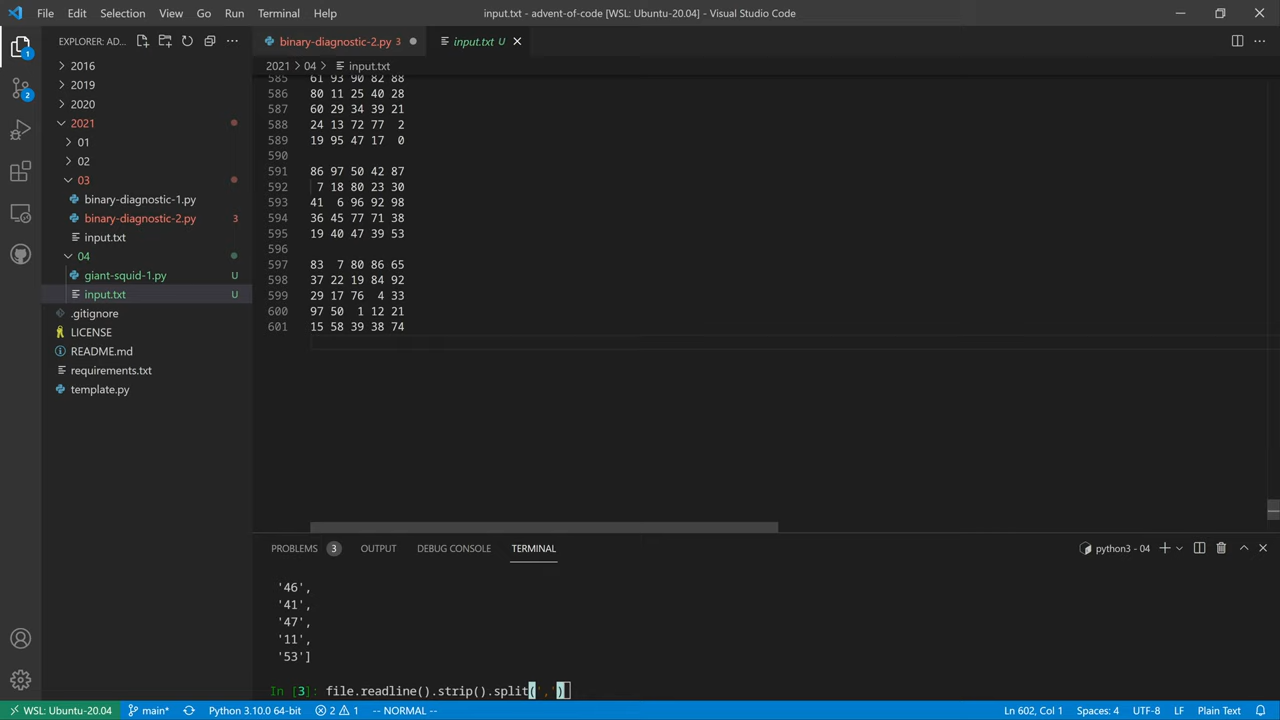 File Edit Selection View Go Run Terminal Help
input.txt - advent-of-code [WSL: Ubuntu-20.04] - Visual Studio Code
EXPLORER: AD...
binary-diagnostic-2.py 3
input.txt U
2021 > 04 > input.txt
1
2
2016
2019
2020
2021
01
02
03
binary-diagnostic-1.py
binary-diagnostic-2.py 3
input.txt
04
giant-squid-1.py U
input.txt U
.gitignore
LICENSE
README.md
requirements.txt
template.py
585 61 93 90 82 88
586 80 11 25 40 28
587 60 29 34 39 21
588 24 13 72 77 2
589 19 95 47 17 0
590
591 86 97 50 42 87
592 7 18 80 23 30
593 41 6 96 92 98
594 36 45 77 71 38
595 19 40 47 39 53
596
597 83 7 80 86 65
598 37 22 19 84 92
599 29 17 76 4 33
600 97 50 1 12 21
601 15 58 39 38 74
PROBLEMS 3 OUTPUT DEBUG CONSOLE TERMINAL
python3 - 04
'46',
'41',
'47',
'11',
'53']
In [3]: file.readline().strip().split(',')
WSL: Ubuntu-20.04 main* Python 3.10.0 64-bit 2 1 -- NORMAL --
Ln 602, Col 1 Spaces: 4 UTF-8 LF Plain Text